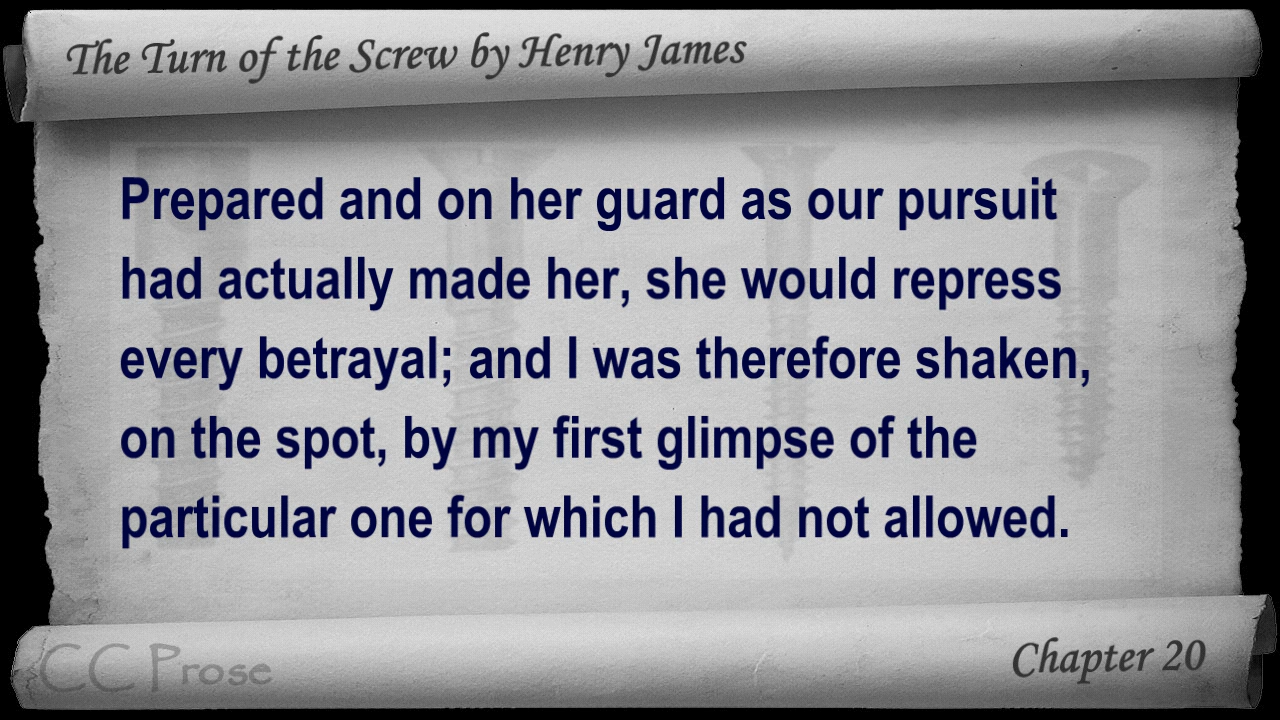 The Turn of the Screw by Henry James
Prepared and on her guard as our pursuit
had actually made her, she would repress
every betrayal; and I was therefore shaken,
on the spot, by my first glimpse of the
particular one for which I had not allowed.
CC Prose
Chapter 20